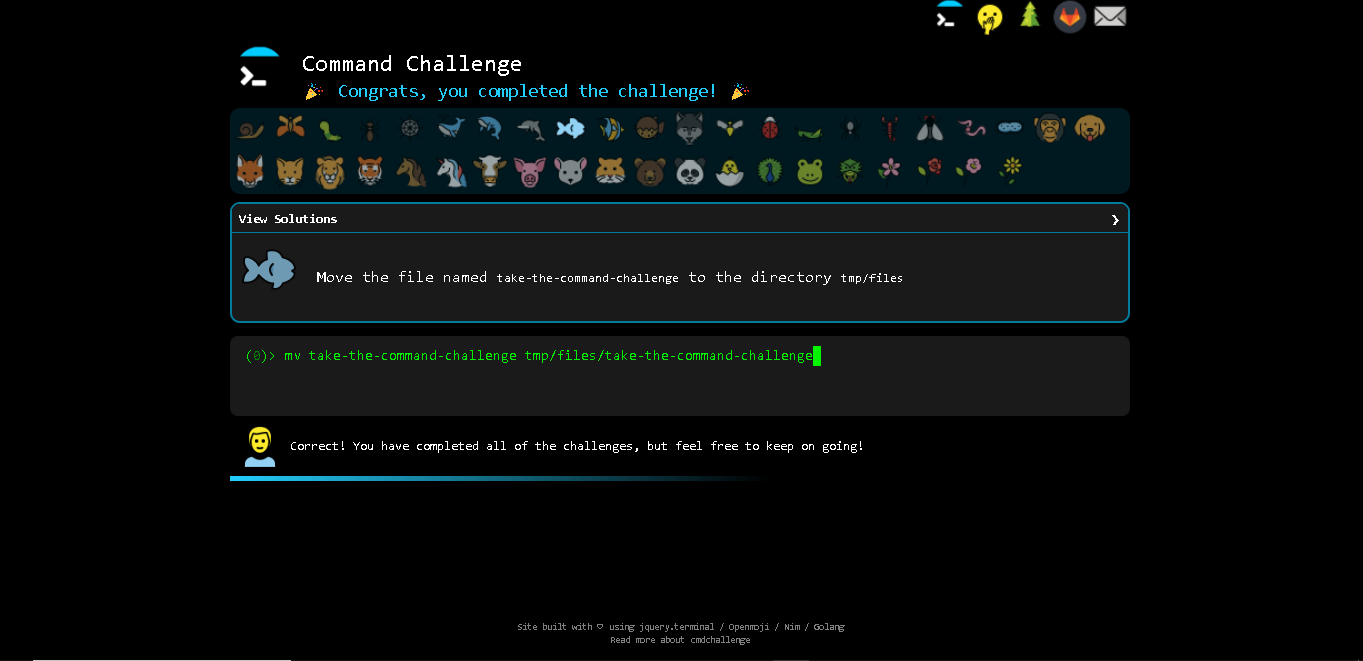 Command Challenge
🎉 Congrats, you completed the challenge! 🎉
View Solutions ❯
Move the file named take-the-command-challenge to the directory tmp/files
(0)> mv take-the-command-challenge tmp/files/take-the-command-challenge
Correct! You have completed all of the challenges, but feel free to keep on going!
Site built with ♡ using jquery.terminal / Openmoji / Nim / Golang
Read more about cmdchallenge